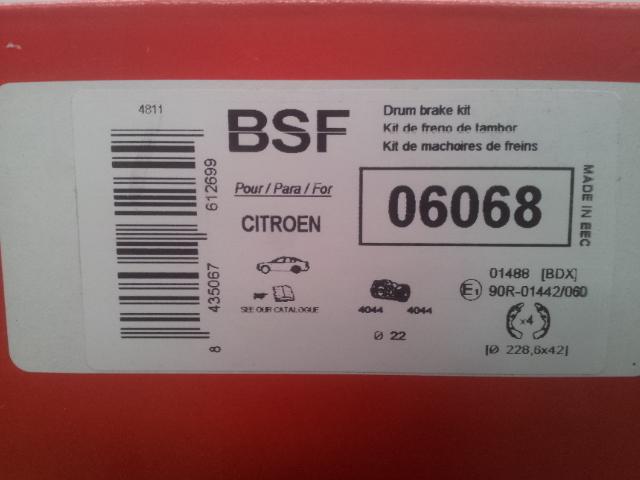 4811
BSF
Drum brake kit
Kit de freno de tambor
Kit de machoires de freins
Pour / Para / For
CITROEN
06068
MADE IN EEC
SEE OUR CATALOGUE
4044 4044
Ø 22
01488 [BDX]
E1 90R-01442/060
x4
[Ø 228,6x42]
8 435067 612699